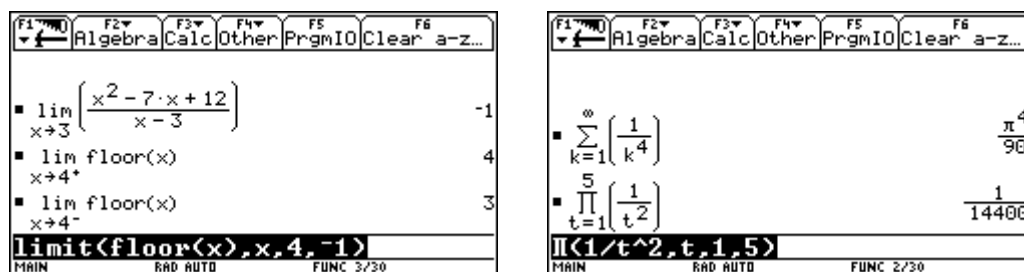 F1 F2 F3 F4 F5 F6
Algebra Calc Other PrgmIO Clear a-z…
lim x→3 ((x² - 7·x + 12)/(x - 3)) -1
lim x→4⁺ floor(x) 4
lim x→4⁻ floor(x) 3
limit(floor(x),x,4,⁻1)
MAIN RAD AUTO FUNC 3/30
F1 F2 F3 F4 F5 F6
Algebra Calc Other PrgmIO Clear a-z…
∞ Σ k=1 (1/k⁴) π⁴/90
5 Π t=1 (1/t²) 1/14400
Π(1/t^2,t,1,5)
MAIN RAD AUTO FUNC 2/30